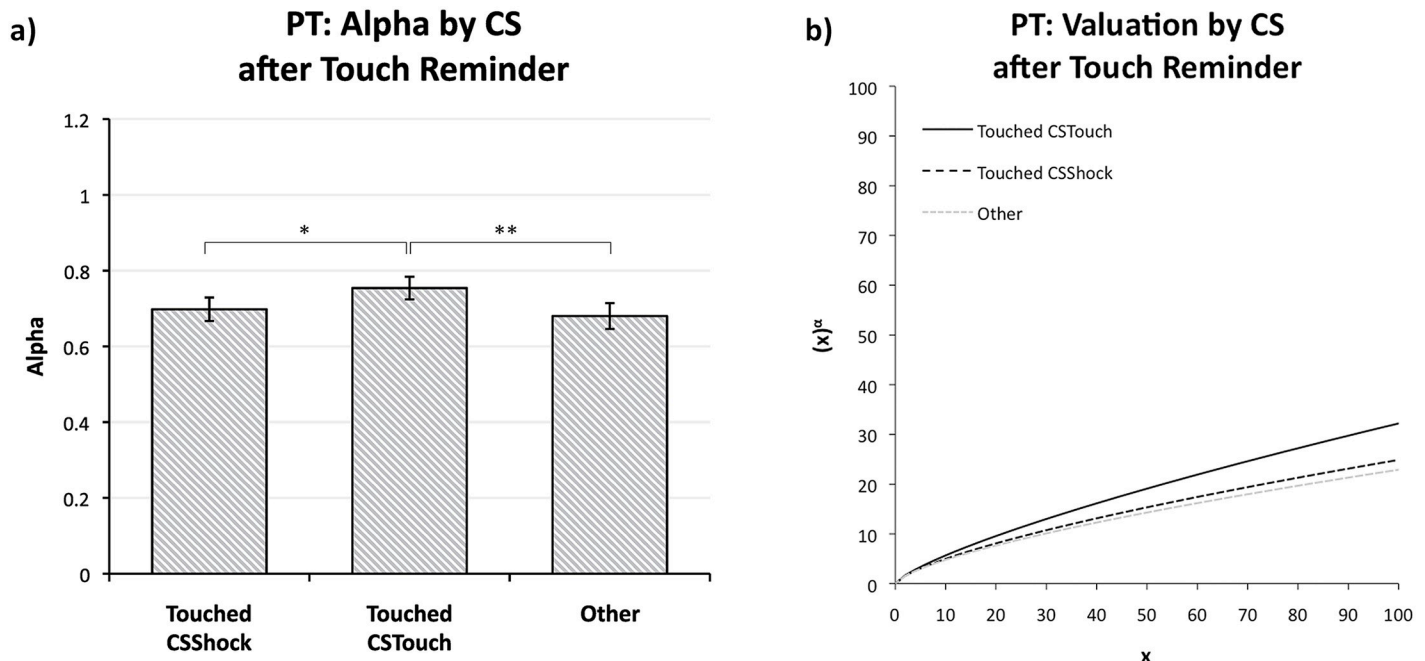 a)
PT: Alpha by CS
after Touch Reminder
1.2
1
0.8
0.6
0.4
0.2
0
Alpha
*
**
Touched
CSShock
Touched
CSTouch
Other
b)
PT: Valuation by CS
after Touch Reminder
100
90
80
70
60
50
40
30
20
10
0
(x)ᵅ
Touched CSTouch
Touched CSShock
Other
0 10 20 30 40 50 60 70 80 90 100
x